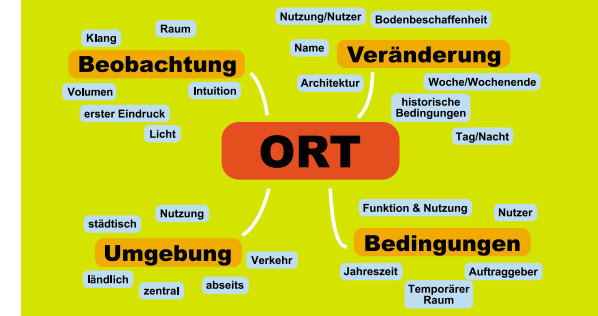 Klang
Raum
Beobachtung
Volumen
Intuition
erster Eindruck
Licht
Nutzung/Nutzer
Bodenbeschaffenheit
Name
Veränderung
Architektur
Woche/Wochenende
historische
Bedingungen
Tag/Nacht
ORT
Nutzung
städtisch
Umgebung
Verkehr
ländlich
zentral
abseits
Funktion & Nutzung
Nutzer
Bedingungen
Jahreszeit
Auftraggeber
Temporärer
Raum